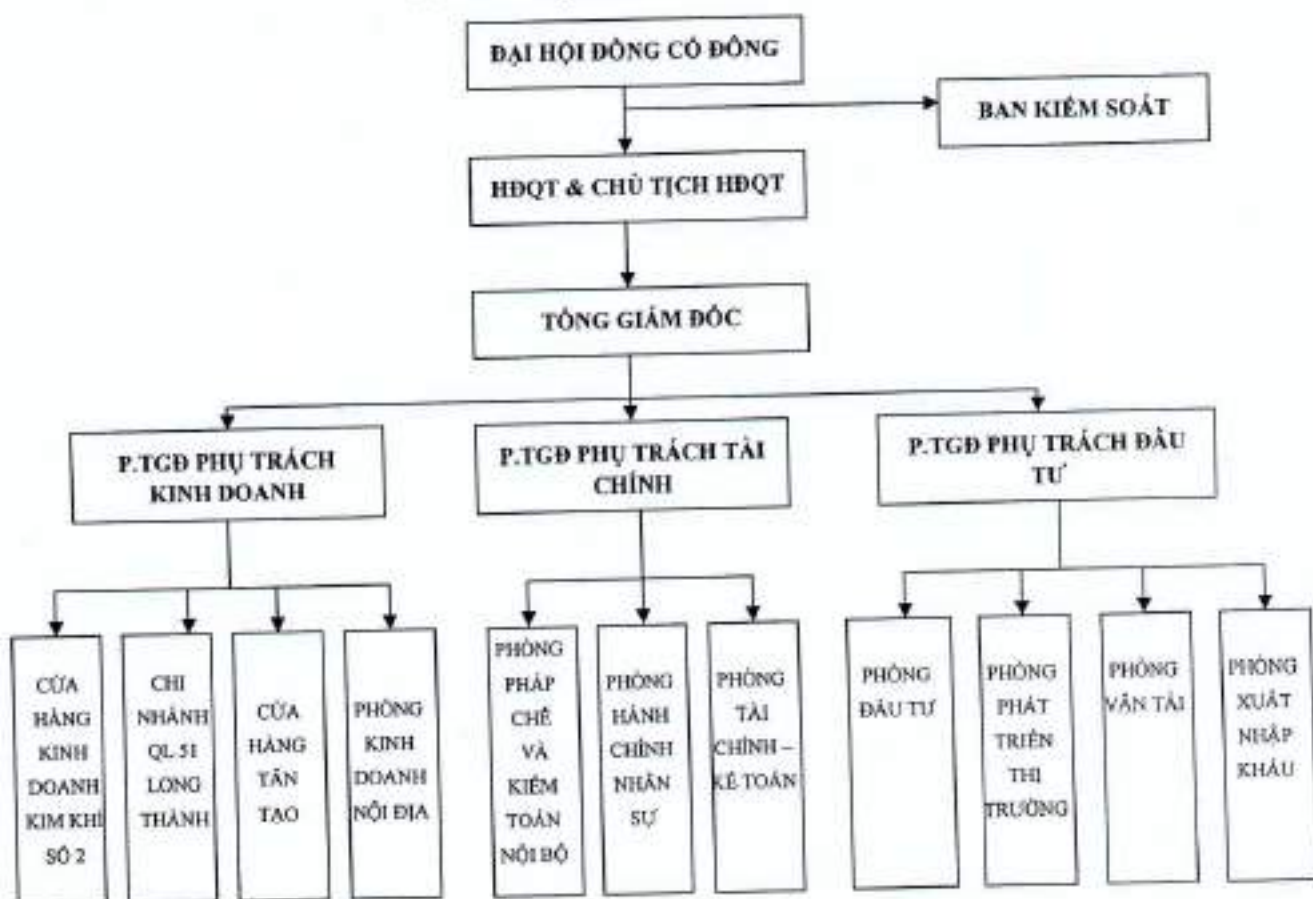 ĐẠI HỘI ĐỒNG CỔ ĐÔNG
BAN KIỂM SOÁT
HĐQT & CHỦ TỊCH HĐQT
TỔNG GIÁM ĐỐC
P.TGĐ PHỤ TRÁCH
KINH DOANH
P.TGĐ PHỤ TRÁCH TÀI
CHÍNH
P.TGĐ PHỤ TRÁCH ĐẦU
TƯ
CỬA
HÀNG
KINH
DOANH
KIM KHÍ
SỐ 2
CHI
NHÁNH
QL 51
LONG
THÀNH
CỬA
HÀNG
TÂN
TẠO
PHÒNG
KINH
DOANH
NỘI ĐỊA
PHÒNG
PHÁP
CHẾ
VÀ
KIỂM
TOÁN
NỘI BỘ
PHÒNG
HÀNH
CHÍNH
NHÂN
SỰ
PHÒNG
TÀI
CHÍNH –
KẾ TOÁN
PHÒNG
ĐẦU TƯ
PHÒNG
PHÁT
TRIỂN
THỊ
TRƯỜNG
PHÒNG
VẬN TẢI
PHÒNG
XUẤT
NHẬP
KHẨU